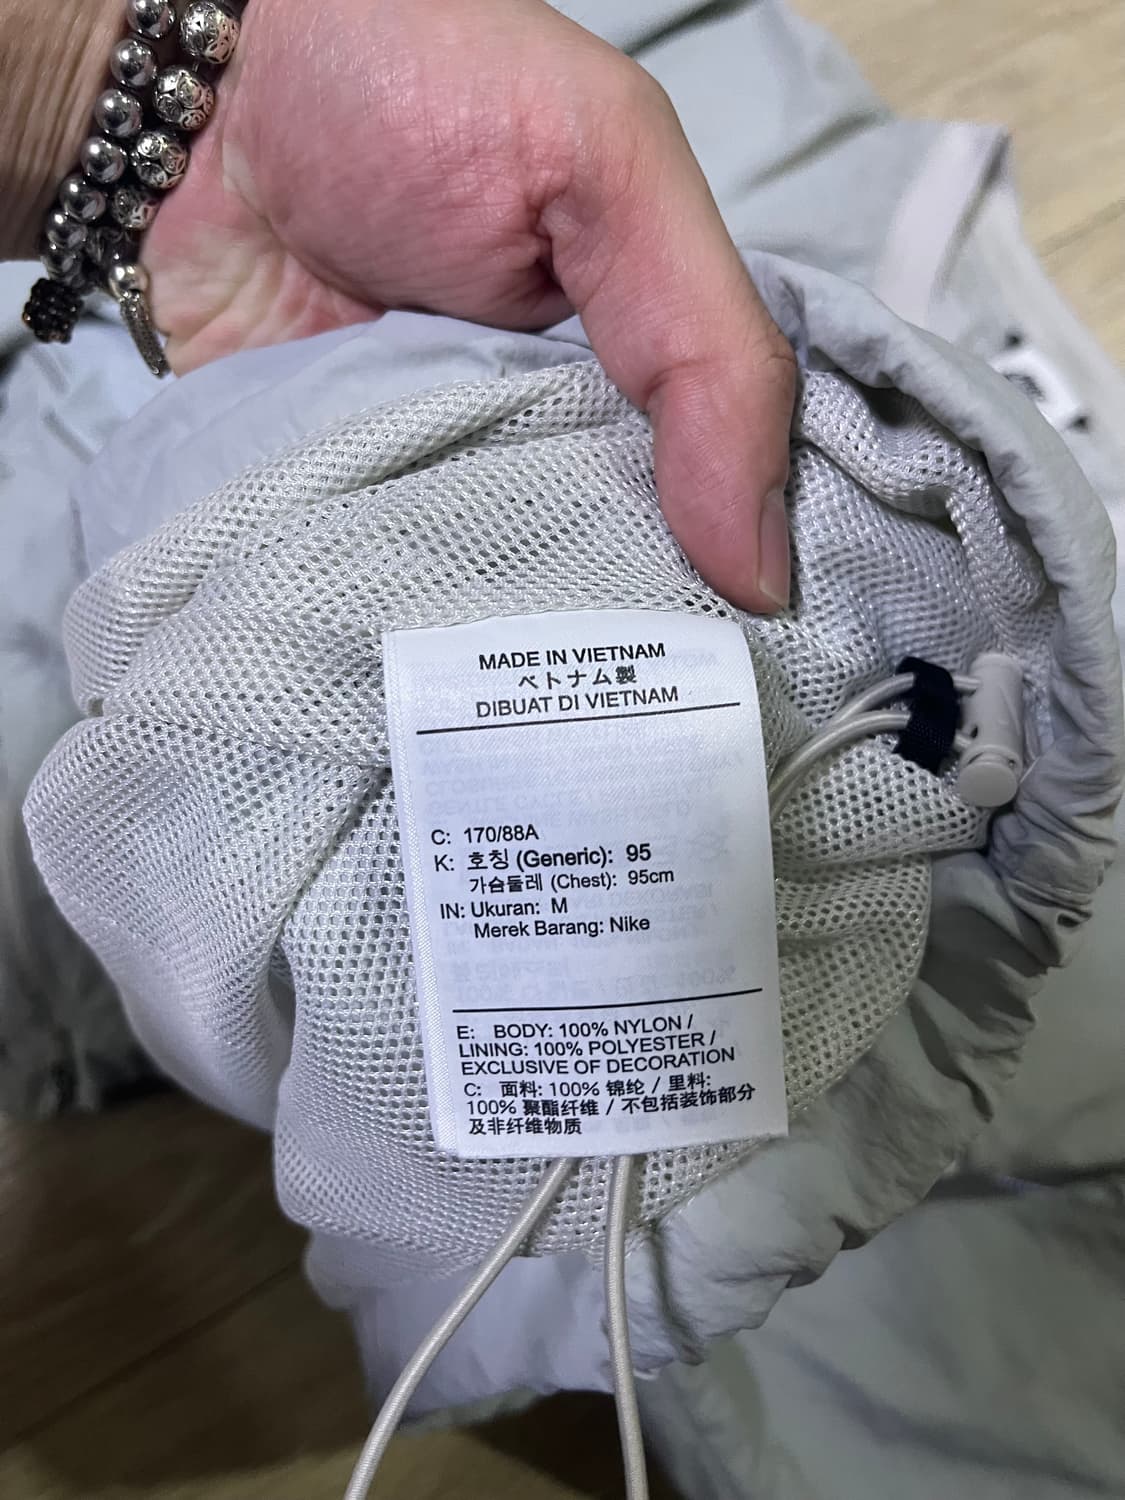 MADE IN VIETNAM
ベトナム製
DIBUAT DI VIETNAM
C: 170/88A
K: 호칭 (Generic): 95
가슴둘레 (Chest): 95cm
IN: Ukuran: M
Merek Barang: Nike
E: BODY: 100% NYLON /
LINING: 100% POLYESTER /
EXCLUSIVE OF DECORATION
C: 面料: 100% 锦纶 / 里料:
100% 聚酯纤维 / 不包括装饰部分
及非纤维物质